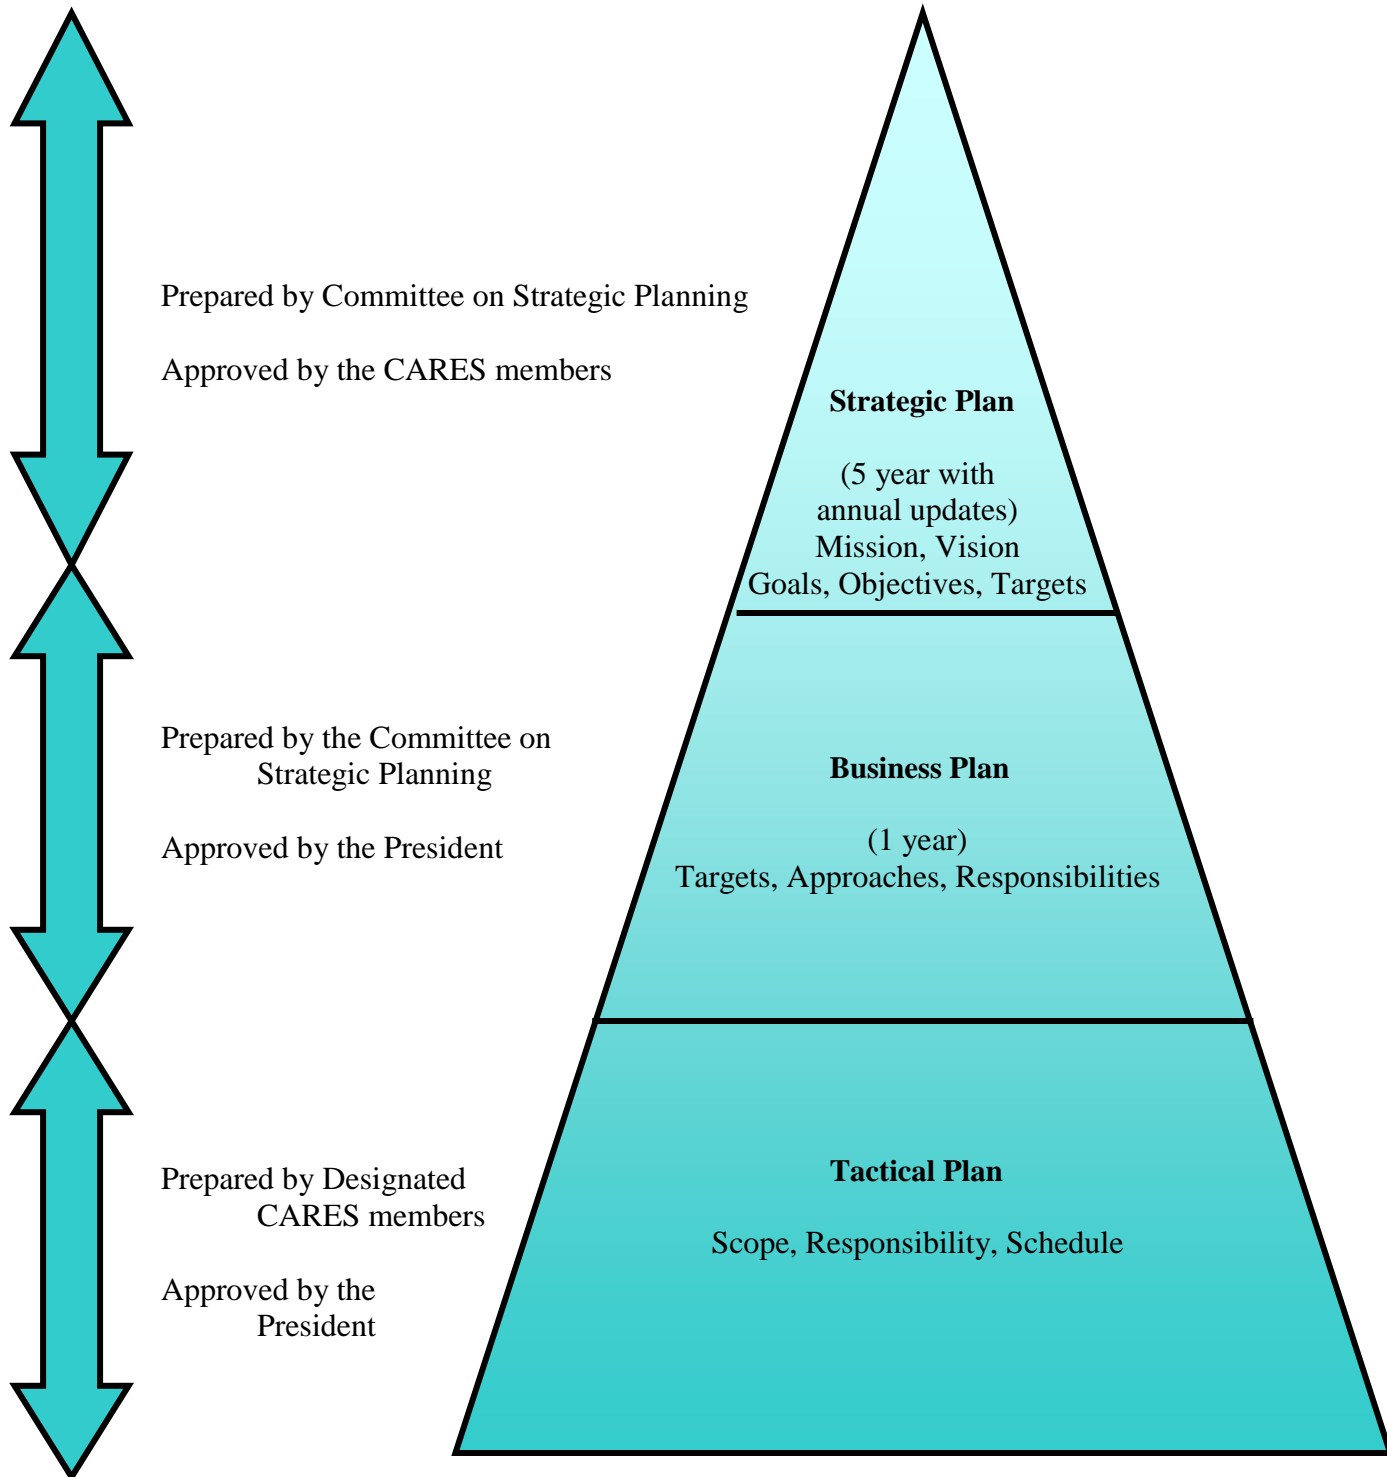 Prepared by Committee on Strategic Planning
Approved by the CARES members
Strategic Plan
(5 year with
annual updates)
Mission, Vision
Goals, Objectives, Targets
Prepared by the Committee on
Strategic Planning
Approved by the President
Business Plan
(1 year)
Targets, Approaches, Responsibilities
Prepared by Designated
CARES members
Approved by the
President
Tactical Plan
Scope, Responsibility, Schedule